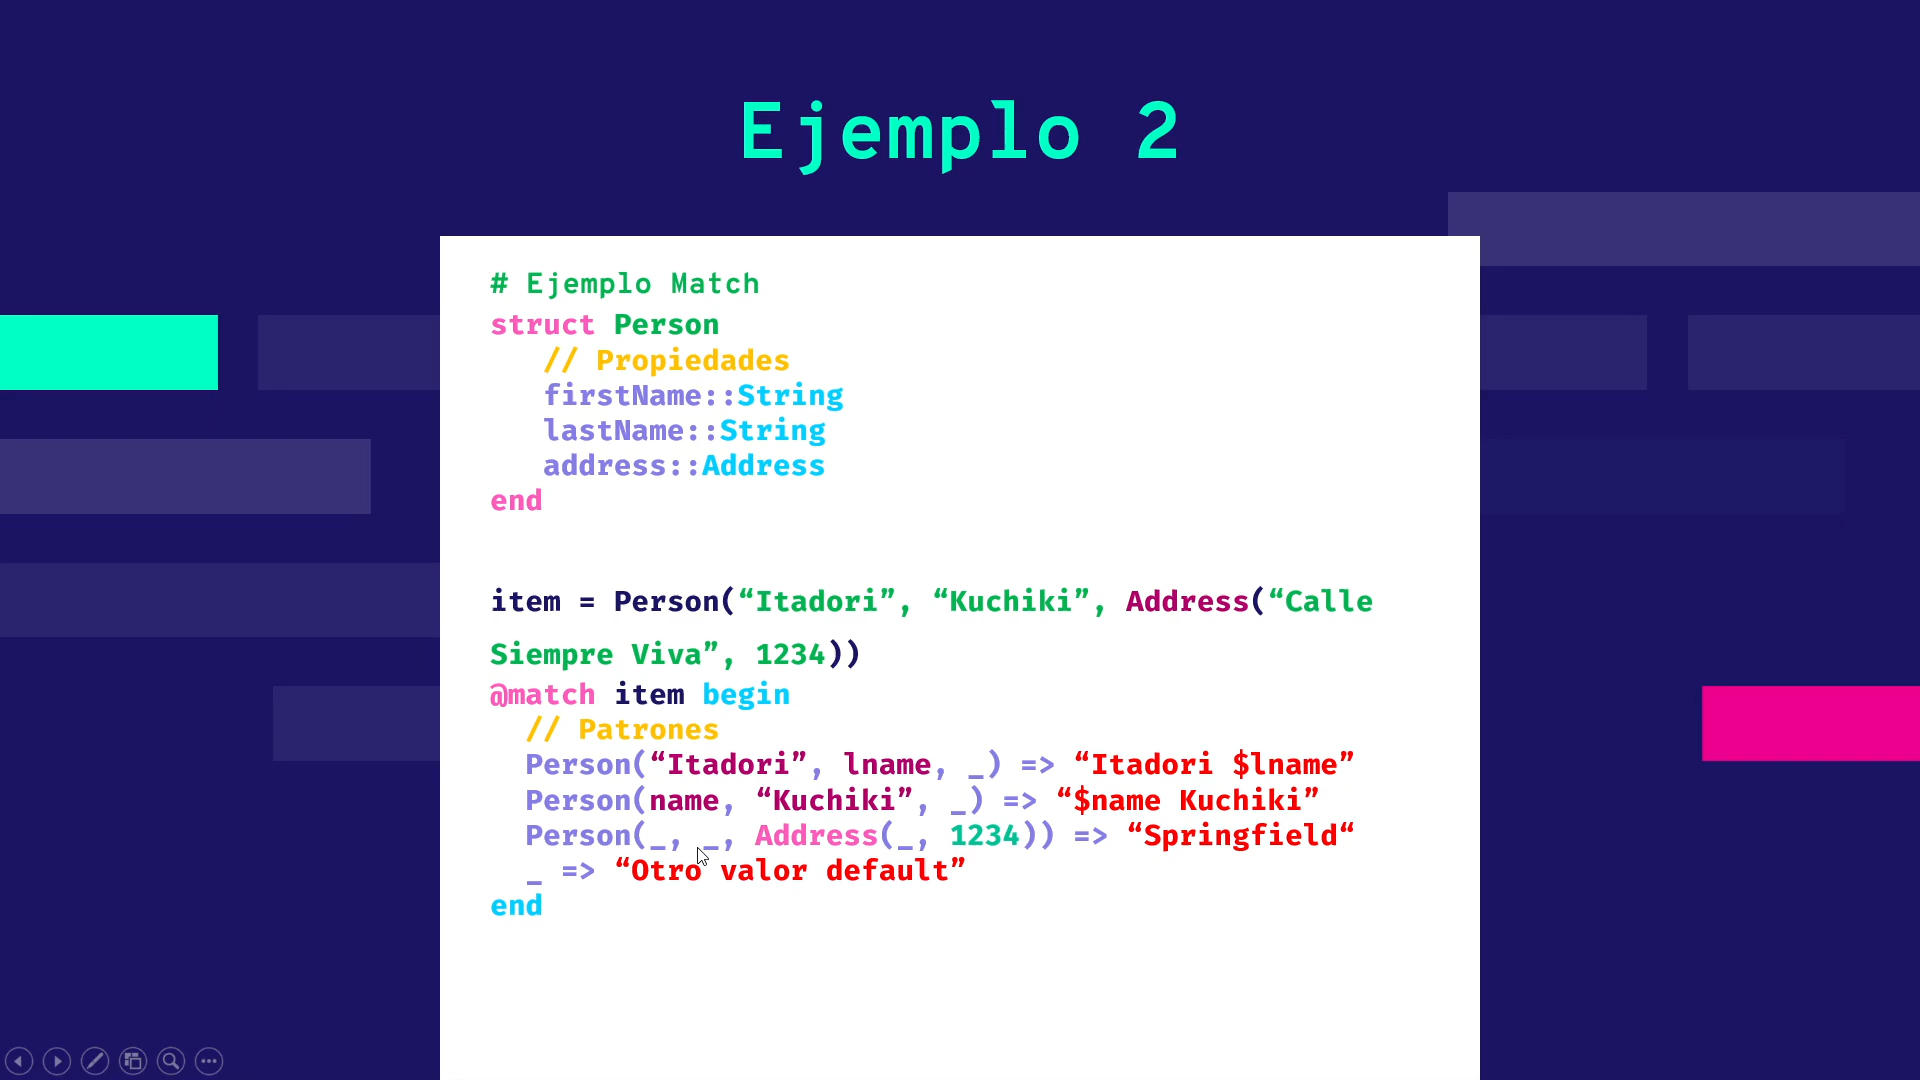 Ejemplo 2
# Ejemplo Match
struct Person
// Propiedades
firstName::String
lastName::String
address::Address
end
item = Person(“Itadori”, “Kuchiki”, Address(“Calle
Siempre Viva”, 1234))
@match item begin
// Patrones
Person(“Itadori”, lname, _) => “Itadori $lname”
Person(name, “Kuchiki”, _) => “$name Kuchiki”
Person(_, _, Address(_, 1234)) => “Springfield“
_ => “Otro valor default”
end